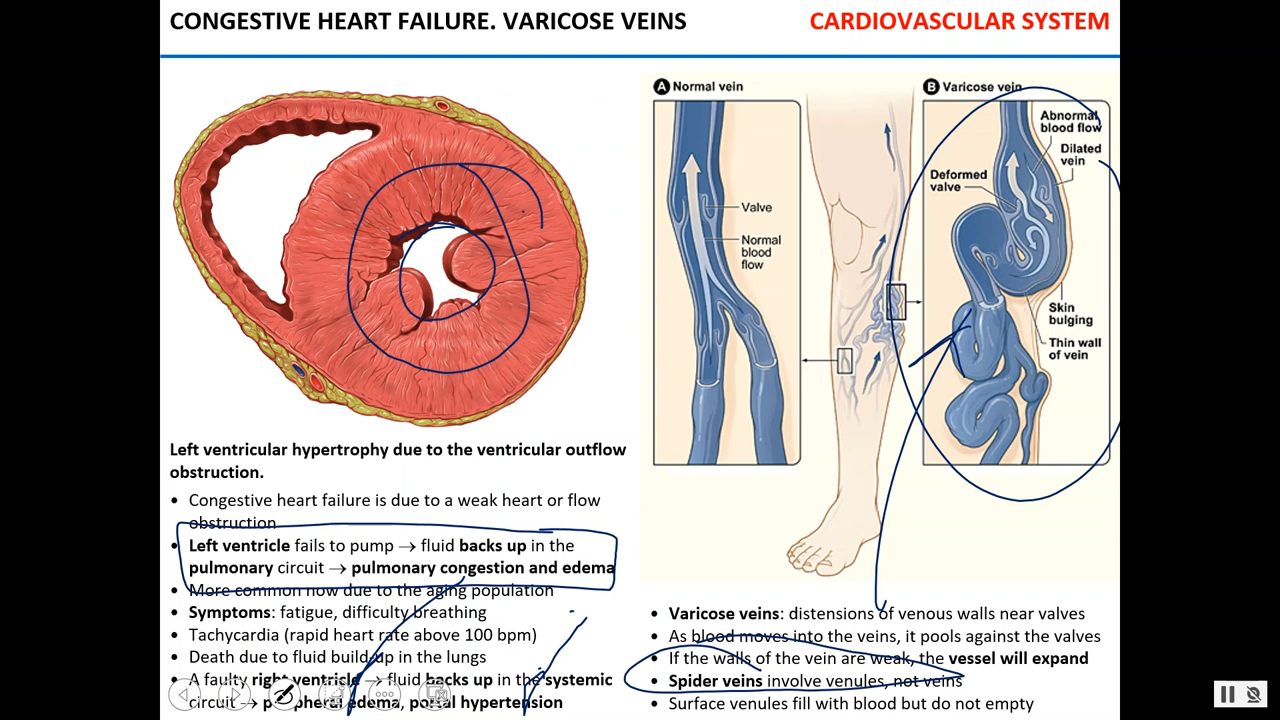 CONGESTIVE HEART FAILURE. VARICOSE VEINS
CARDIOVASCULAR SYSTEM
A Normal vein
Valve
Normal
blood
flow
B Varicose vein
Abnormal
blood flow
Dilated
vein
Deformed
valve
Skin
bulging
Thin wall
of vein
Left ventricular hypertrophy due to the ventricular outflow
obstruction.
• Congestive heart failure is due to a weak heart or flow
obstruction
• Left ventricle fails to pump → fluid backs up in the
pulmonary circuit → pulmonary congestion and edema
• More common now due to the aging population
• Symptoms: fatigue, difficulty breathing
• Tachycardia (rapid heart rate above 100 bpm)
• Death due to fluid build-up in the lungs
• A faulty right ventricle → fluid backs up in the systemic
circuit → peripheral edema, portal hypertension
• Varicose veins: distensions of venous walls near valves
• As blood moves into the veins, it pools against the valves
• If the walls of the vein are weak, the vessel will expand
• Spider veins involve venules, not veins
• Surface venules fill with blood but do not empty